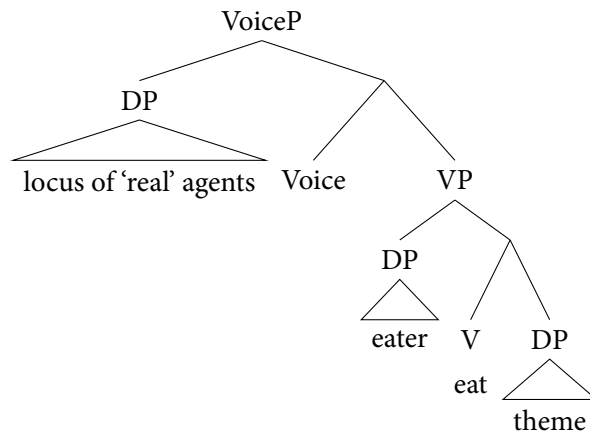 VoiceP
DP
locus of ‘real’ agents
Voice
VP
DP
eater
V
DP
eat
theme